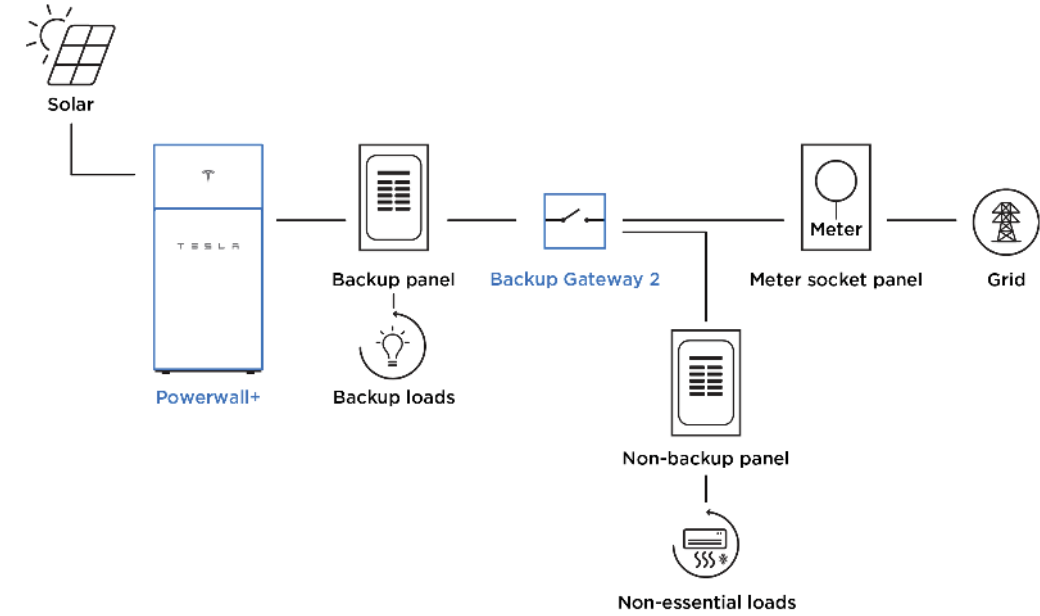 Solar
TESLA
Meter
Backup panel
Backup Gateway 2
Meter socket panel
Grid
Powerwall+
Backup loads
Non-backup panel
Non-essential loads